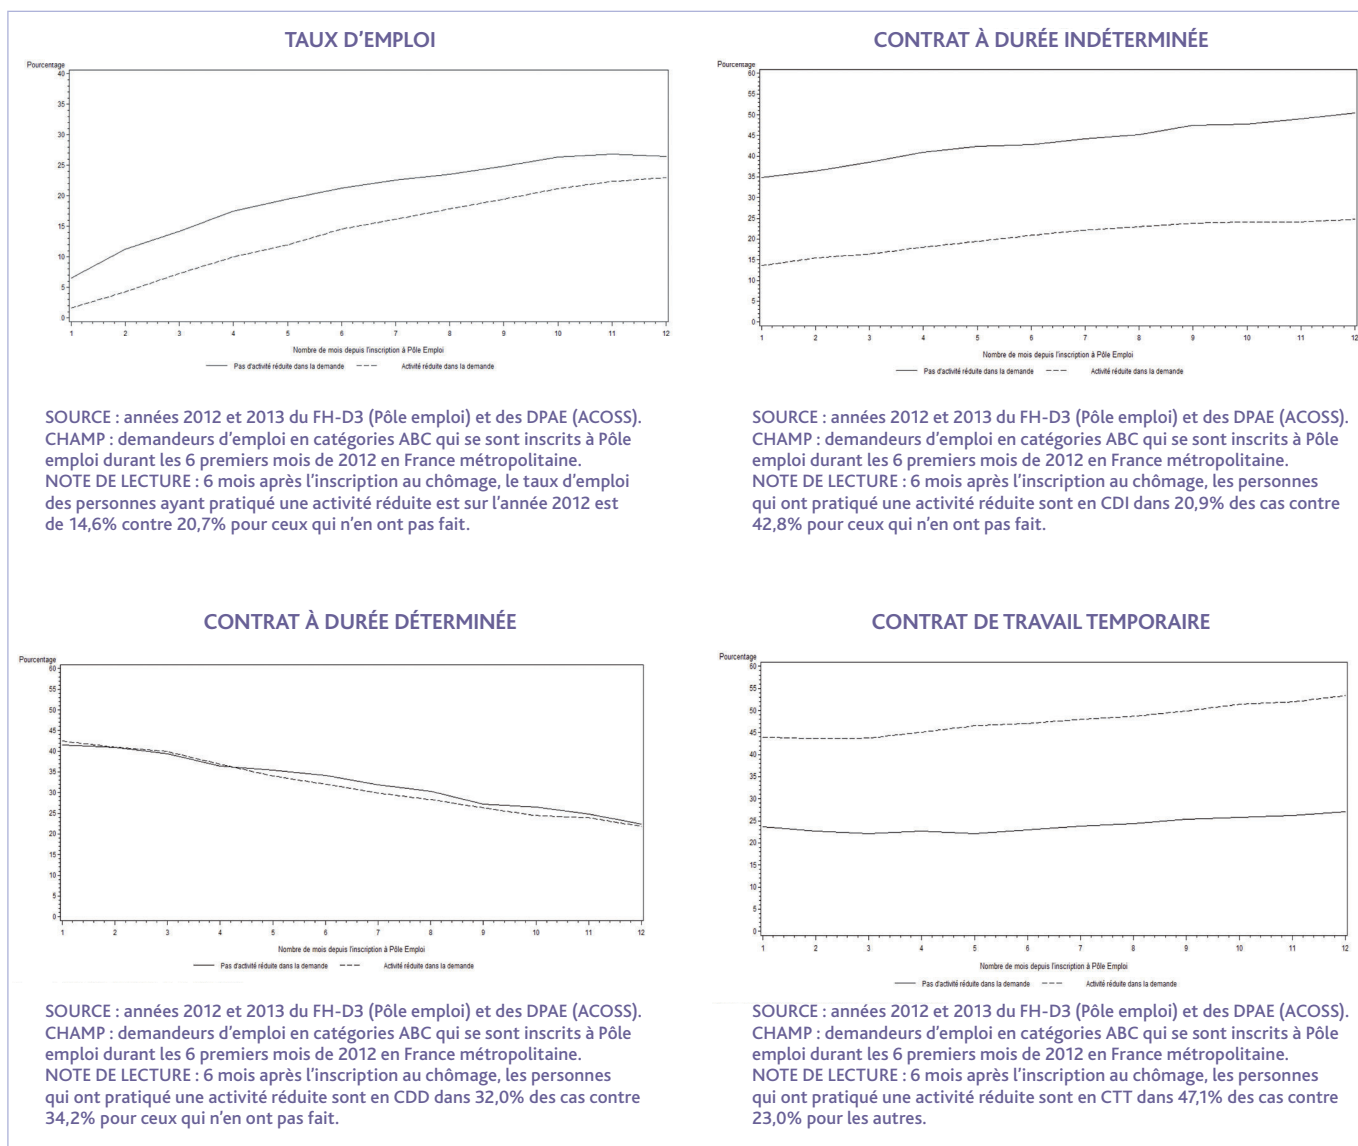 TAUX D'EMPLOI
Pourcentage
40
35
30
25
20
15
10
5
0
1 2 3 4 5 6 7 8 9 10 11 12
Nombre de mois depuis l'inscription à Pôle Emploi
Pas d'activité réduite dans la demande Activité réduite dans la demande
SOURCE : années 2012 et 2013 du FH-D3 (Pôle emploi) et des DPAE (ACOSS).
CHAMP : demandeurs d'emploi en catégories ABC qui se sont inscrits à Pôle
emploi durant les 6 premiers mois de 2012 en France métropolitaine.
NOTE DE LECTURE : 6 mois après l'inscription au chômage, le taux d'emploi
des personnes ayant pratiqué une activité réduite est sur l'année 2012 est
de 14,6% contre 20,7% pour ceux qui n'en ont pas fait.
CONTRAT À DURÉE INDÉTERMINÉE
Pourcentage
60
55
50
45
40
35
30
25
20
15
10
5
0
1 2 3 4 5 6 7 8 9 10 11 12
Nombre de mois depuis l'inscription à Pôle Emploi
Pas d'activité réduite dans la demande Activité réduite dans la demande
SOURCE : années 2012 et 2013 du FH-D3 (Pôle emploi) et des DPAE (ACOSS).
CHAMP : demandeurs d'emploi en catégories ABC qui se sont inscrits à Pôle
emploi durant les 6 premiers mois de 2012 en France métropolitaine.
NOTE DE LECTURE : 6 mois après l'inscription au chômage, les personnes
qui ont pratiqué une activité réduite sont en CDI dans 20,9% des cas contre
42,8% pour ceux qui n'en ont pas fait.
CONTRAT À DURÉE DÉTERMINÉE
Pourcentage
60
55
50
45
40
35
30
25
20
15
10
5
0
1 2 3 4 5 6 7 8 9 10 11 12
Nombre de mois depuis l'inscription à Pôle Emploi
Pas d'activité réduite dans la demande Activité réduite dans la demande
SOURCE : années 2012 et 2013 du FH-D3 (Pôle emploi) et des DPAE (ACOSS).
CHAMP : demandeurs d'emploi en catégories ABC qui se sont inscrits à Pôle
emploi durant les 6 premiers mois de 2012 en France métropolitaine.
NOTE DE LECTURE : 6 mois après l'inscription au chômage, les personnes
qui ont pratiqué une activité réduite sont en CDD dans 32,0% des cas contre
34,2% pour ceux qui n'en ont pas fait.
CONTRAT DE TRAVAIL TEMPORAIRE
Pourcentage
60
55
50
45
40
35
30
25
20
15
10
5
0
1 2 3 4 5 6 7 8 9 10 11 12
Nombre de mois depuis l'inscription à Pôle Emploi
Pas d'activité réduite dans la demande Activité réduite dans la demande
SOURCE : années 2012 et 2013 du FH-D3 (Pôle emploi) et des DPAE (ACOSS).
CHAMP : demandeurs d'emploi en catégories ABC qui se sont inscrits à Pôle
emploi durant les 6 premiers mois de 2012 en France métropolitaine.
NOTE DE LECTURE : 6 mois après l'inscription au chômage, les personnes
qui ont pratiqué une activité réduite sont en CTT dans 47,1% des cas contre
23,0% pour les autres.